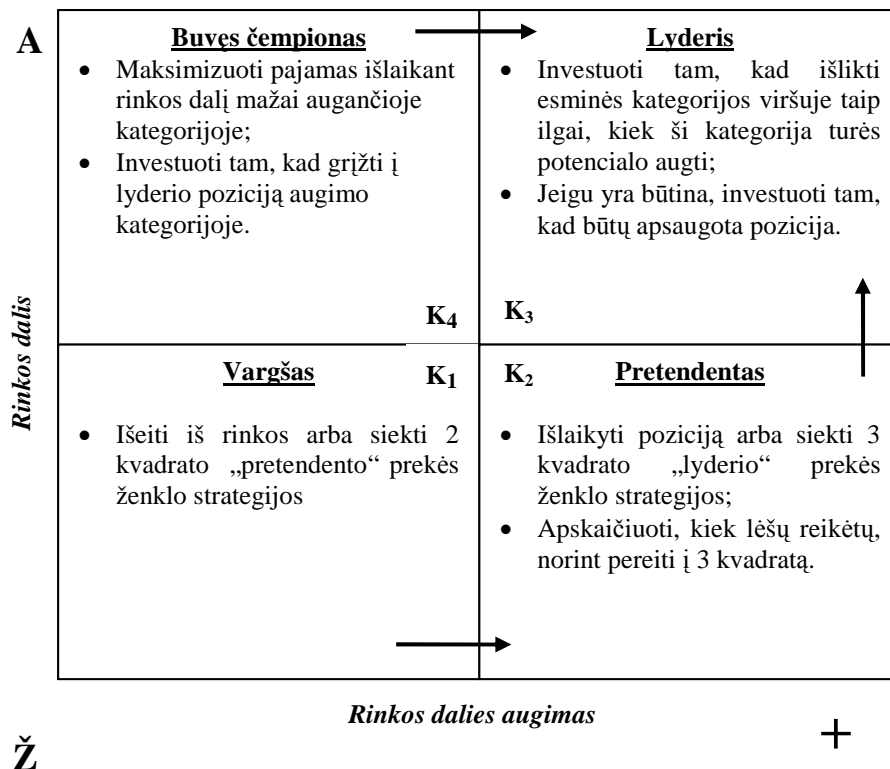 A
Buvęs čempionas
• Maksimizuoti pajamas išlaikant
rinkos dalį mažai augančioje
kategorijoje;
• Investuoti tam, kad grįžti į
lyderio poziciją augimo
kategorijoje.
K4
Lyderis
• Investuoti tam, kad išlikti
esminės kategorijos viršuje taip
ilgai, kiek ši kategorija turės
potencialo augti;
• Jeigu yra būtina, investuoti tam,
kad būtų apsaugota pozicija.
K3
Rinkos dalis
Vargšas
K1
• Išeiti iš rinkos arba siekti 2
kvadrato „pretendento“ prekės
ženklo strategijos
K2
Pretendentas
• Išlaikyti poziciją arba siekti 3
kvadrato „lyderio“ prekės
ženklo strategijos;
• Apskaičiuoti, kiek lėšų reikėtų,
norint pereiti į 3 kvadratą.
Rinkos dalies augimas
Ž
+